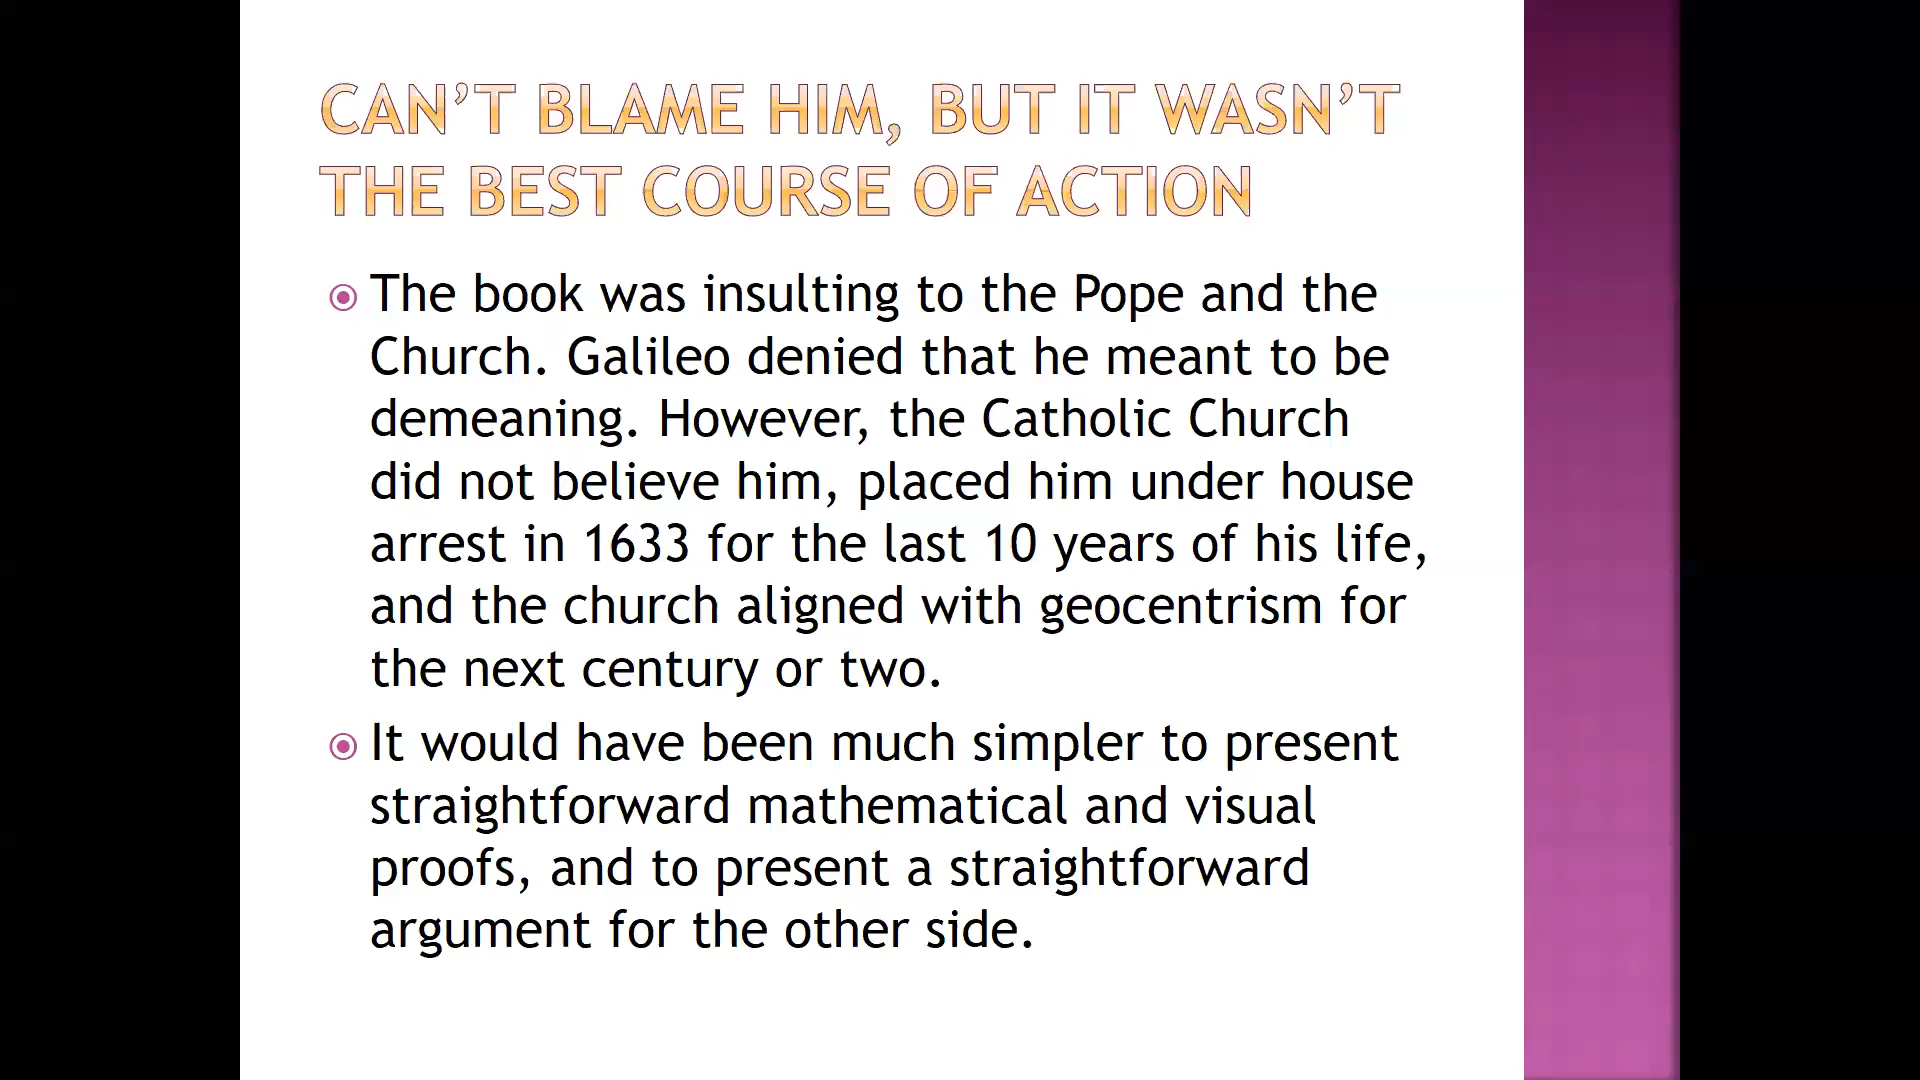 CAN’T BLAME HIM, BUT IT WASN’T
THE BEST COURSE OF ACTION
The book was insulting to the Pope and the
Church. Galileo denied that he meant to be
demeaning. However, the Catholic Church
did not believe him, placed him under house
arrest in 1633 for the last 10 years of his life,
and the church aligned with geocentrism for
the next century or two.
It would have been much simpler to present
straightforward mathematical and visual
proofs, and to present a straightforward
argument for the other side.